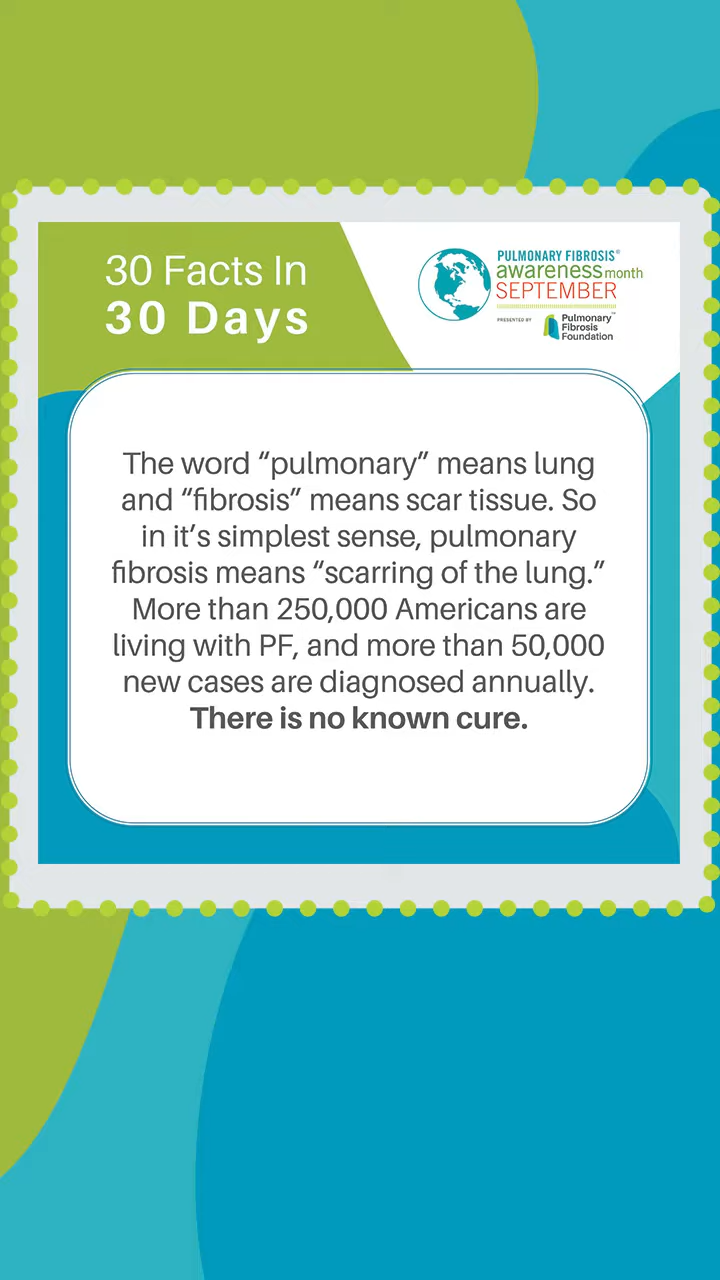 30 Facts In
30 Days
PULMONARY FIBROSIS®
awareness month
SEPTEMBER
PRESENTED BY
Pulmonary™
Fibrosis
Foundation
The word “pulmonary” means lung
and “fibrosis” means scar tissue. So
in it’s simplest sense, pulmonary
fibrosis means “scarring of the lung.”
More than 250,000 Americans are
living with PF, and more than 50,000
new cases are diagnosed annually.
There is no known cure.